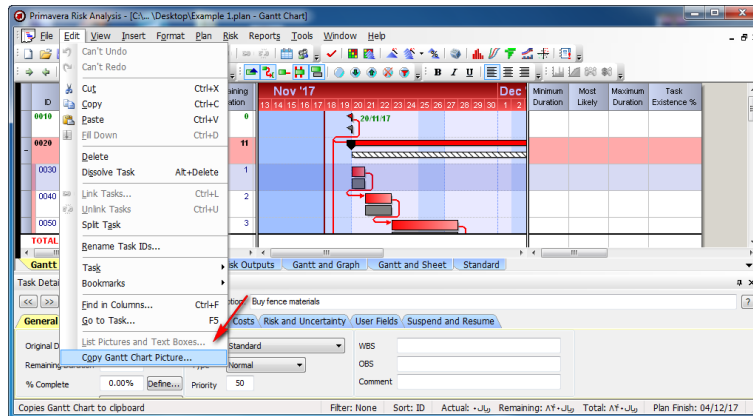 Primavera Risk Analysis - [C:\... \Desktop\Example 1.plan - Gantt Chart]
File Edit View Insert Format Plan Risk Reports Tools Window Help
Can't Undo
Can't Redo
Cut Ctrl+X
Copy Ctrl+C
Paste Ctrl+V
Fill Down Ctrl+D
Delete
Dissolve Task Alt+Delete
Link Tasks... Ctrl+L
Unlink Tasks Ctrl+U
Split Task
Rename Task IDs...
Task
Bookmarks
Find in Columns... Ctrl+F
Go to Task... F5
List Pictures and Text Boxes...
Copy Gantt Chart Picture...
B I U
ID
Nov '17 Dec
13 14 15 16 17 18 19 20 21 22 23 24 25 26 27 28 29 30 1 2
Minimum Duration
Most Likely
Maximum Duration
Task Existence %
0010 0 20/11/17
0020 11
0030 1
0040 2
0050 3
TOTAL
Gantt
Outputs Gantt and Graph Gantt and Sheet Standard
Task
Buy fence materials
General Costs Risk and Uncertainty User Fields Suspend and Resume
Original Standard WBS
Remaining Normal OBS
% Complete 0.00% Define... Priority 50 Comment
Copies Gantt Chart to clipboard Filter: None Sort: ID Actual: ریال۰ Remaining: ریال۸۴۰ Total: ریال۸۴۰ Plan Finish: 04/12/17